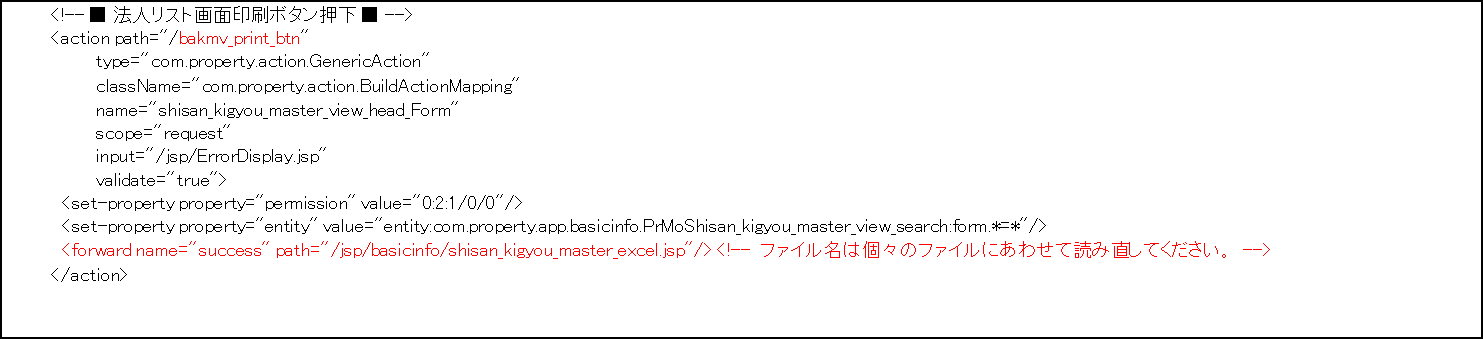 <!-- ■ 法人リスト画面印刷ボタン押下 ■ -->
<action path="/bakmv_print_btn"
type="com.property.action.GenericAction"
className="com.property.action.BuildActionMapping"
name="shisan_kigyou_master_view_head_Form"
scope="request"
input="/jsp/ErrorDisplay.jsp"
validate="true">
<set-property property="permission" value="0:2:1/0/0"/>
<set-property property="entity" value="entity:com.property.app.basicinfo.PrMoShisan_kigyou_master_view_search:form.*=*"/>
<forward name="success" path="/jsp/basicinfo/shisan_kigyou_master_excel.jsp"/><!-- ファイル名は個々のファイルにあわせて読み直してください。 -->
</action>